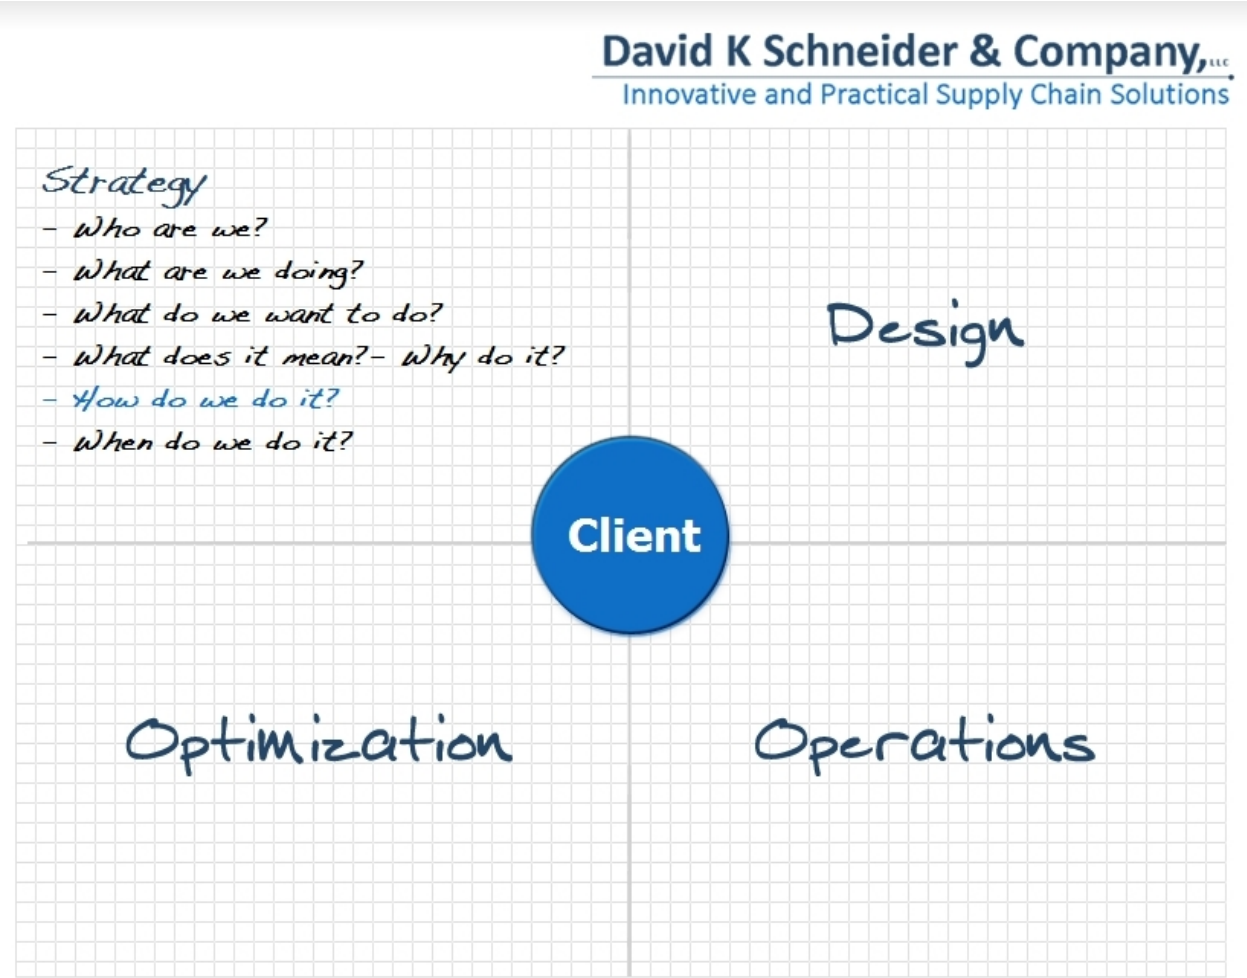 David K Schneider & Company, LLC
Innovative and Practical Supply Chain Solutions
Strategy
- Who are we?
- What are we doing?
- What do we want to do?
- What does it mean?- Why do it?
- How do we do it?
- When do we do it?
Design
Client
Optimization
Operations